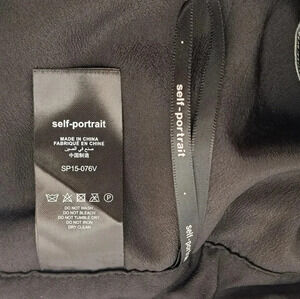 self-portrait
MADE IN CHINA
FABRIQUÉ EN CHINE
صنع في الصين
中国制造
SP15-076V
DO NOT WASH
DO NOT BLEACH
DO NOT TUMBLE DRY
DO NOT IRON
DRY CLEAN
self-portrait
self-portrait